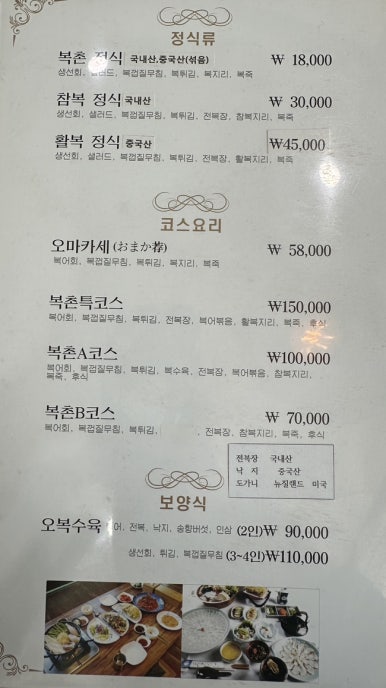 정식류
복촌 정식 국내산.중국산(섞음) ₩ 18,000
생선회, 샐러드, 복껍질무침, 복튀김, 복지리, 복죽
참복 정식 국내산 ₩ 30,000
생선회, 샐러드, 복껍질무침, 복튀김, 전복장, 참복지리, 복죽
활복 정식 중국산 ₩45,000
생선회, 샐러드, 복껍질무침, 복튀김, 전복장, 활복지리, 복죽
코스요리
오마카세 (おまか荐) ₩ 58,000
복어회, 복껍질무침, 복튀김, 복지리, 복죽
복촌특코스 ₩150,000
복어회, 복껍질무침, 복튀김, 전복장, 복어볶음, 활복지리, 복죽, 후식
복촌A코스 ₩100,000
복어회, 복껍질무침, 복튀김, 복수육, 전복장, 복어볶음, 참복지리,
복죽, 후식
복촌B코스 ₩ 70,000
복어회, 복껍질무침, 복튀김, , 전복장, 참복지리, 복죽, 후식
전복장 국내산
낙 지 중국산
도가니 뉴질랜드 미국
보양식
오복수육 어, 전복, 낙지, 송향버섯, 인삼 (2인)₩ 90,000
생선회, 튀김, 복껍질무침 (3~4인)₩110,000